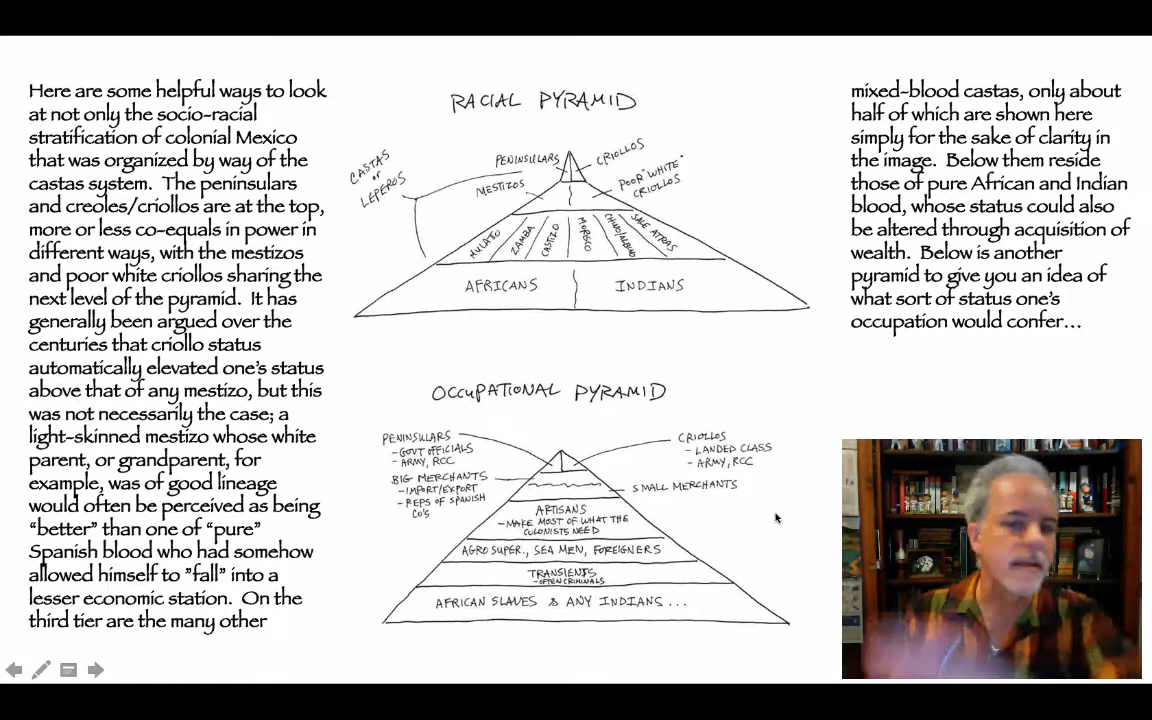 Here are some helpful ways to look
at not only the socio-racial
stratification of colonial Mexico
that was organized by way of the
castas system.  The peninsulars
and creoles/criollos are at the top,
more or less co-equals in power in
different ways, with the mestizos
and poor white criollos sharing the
next level of the pyramid.  It has
generally been argued over the
centuries that criollo status
automatically elevated one's status
above that of any mestizo, but this
was not necessarily the case; a
light-skinned mestizo whose white
parent, or grandparent, for
example, was of good lineage
would often be perceived as being
"better" than one of "pure"
Spanish blood who had somehow
allowed himself to "fall" into a
lesser economic station.  On the
third tier are the many other
RACIAL PYRAMID
CASTAS
or
LEPEROS
PENINSULARS
CRIOLLOS
MESTIZOS
POOR "WHITE"
CRIOLLOS
MULATO
ZAMBA
CASTIZO
MORISCO
CHINO/ALBINO
SALE ATRAS
AFRICANS
INDIANS
OCCUPATIONAL PYRAMID
PENINSULARS
- GOVT OFFICIALS
- ARMY, RCC
BIG MERCHANTS
- IMPORT/EXPORT
- REPS OF SPANISH
CO'S
CRIOLLOS
- LANDED CLASS
- ARMY, RCC
SMALL MERCHANTS
ARTISANS
- MAKE MOST OF WHAT THE
COLONISTS NEED
AGRO SUPER., SEA MEN, FOREIGNERS
TRANSIENTS
- OFTEN CRIMINALS
AFRICAN SLAVES & ANY INDIANS ...
mixed-blood castas, only about
half of which are shown here
simply for the sake of clarity in
the image.  Below them reside
those of pure African and Indian
blood, whose status could also
be altered through acquisition of
wealth.  Below is another
pyramid to give you an idea of
what sort of status one's
occupation would confer...